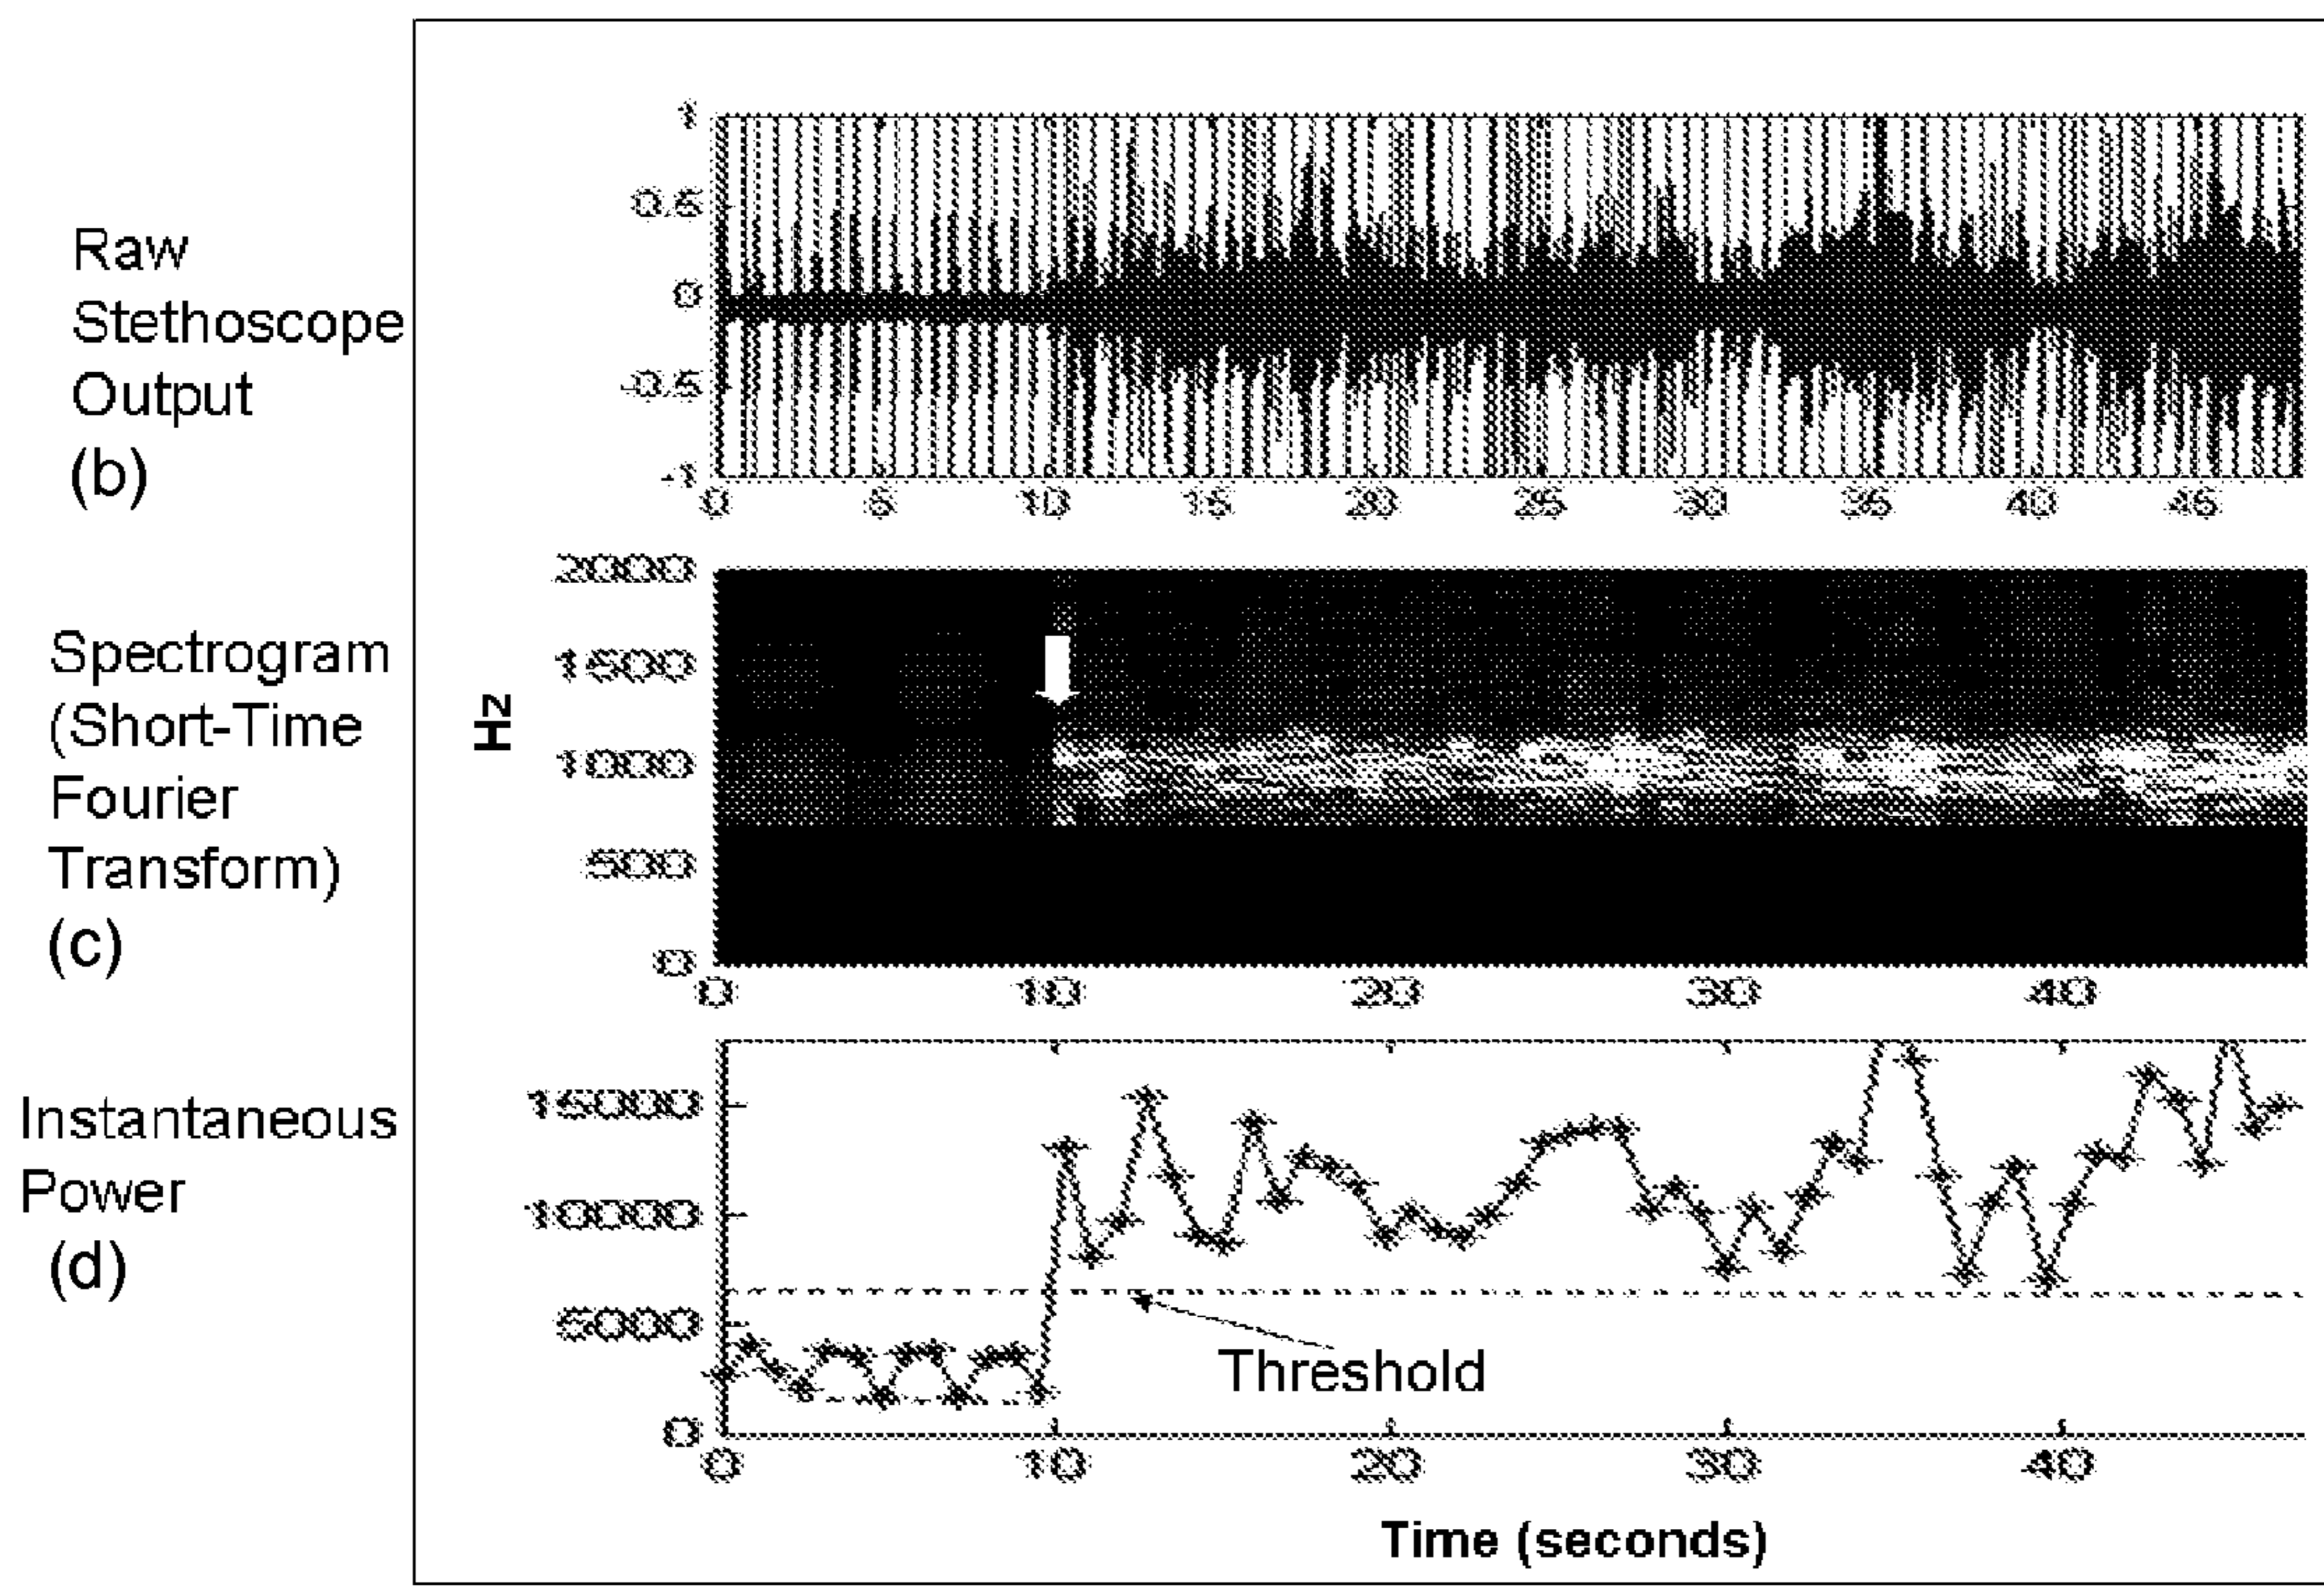 Raw
Stethoscope
Output
(b)
1
0.5
0
-0.5
-1
0 5 10 15 20 25 30 35 40 45
Spectrogram
(Short-Time
Fourier
Transform)
(c)
Hz
2000
1500
1000
500
0
0 10 20 30 40
Instantaneous
Power
(d)
15000
10000
5000
0
Threshold
0 10 20 30 40
Time (seconds)